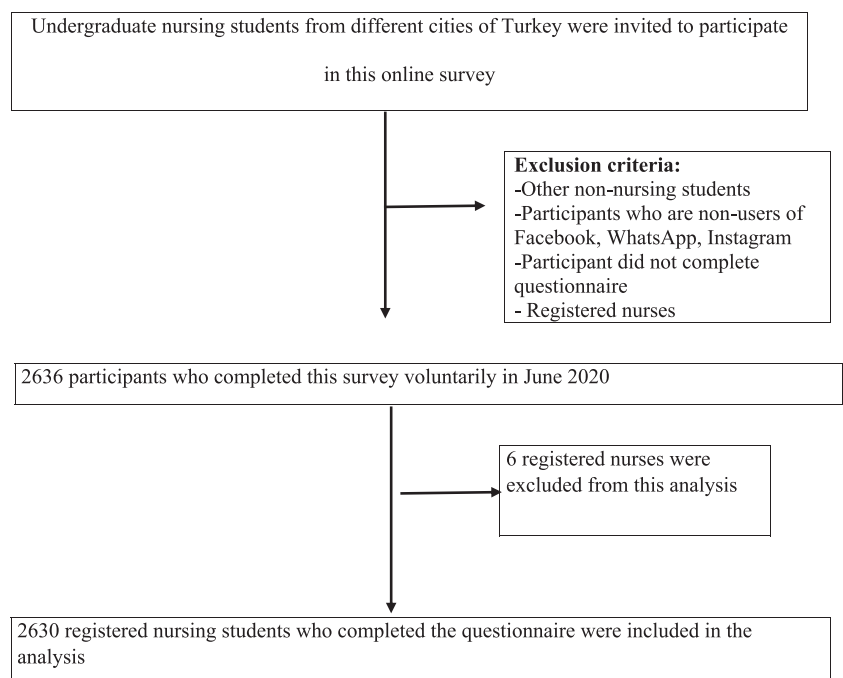 Undergraduate nursing students from different cities of Turkey were invited to participate
in this online survey
Exclusion criteria:
-Other non-nursing students
-Participants who are non-users of
Facebook, WhatsApp, Instagram
-Participant did not complete
questionnaire
- Registered nurses
2636 participants who completed this survey voluntarily in June 2020
6 registered nurses were
excluded from this analysis
2630 registered nursing students who completed the questionnaire were included in the
analysis